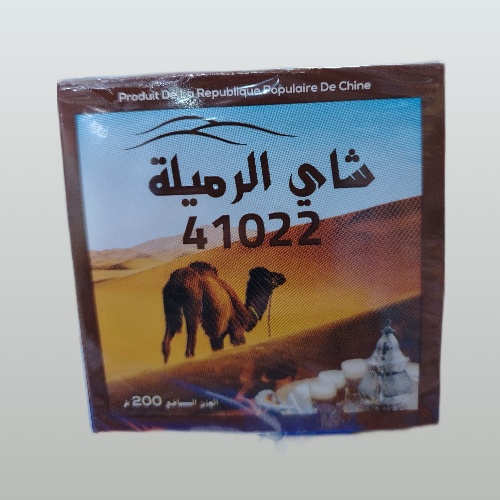 Produit De La Republique Populaire De Chine
شاي الرميلة
41022
الوزن الصافي 200 غ